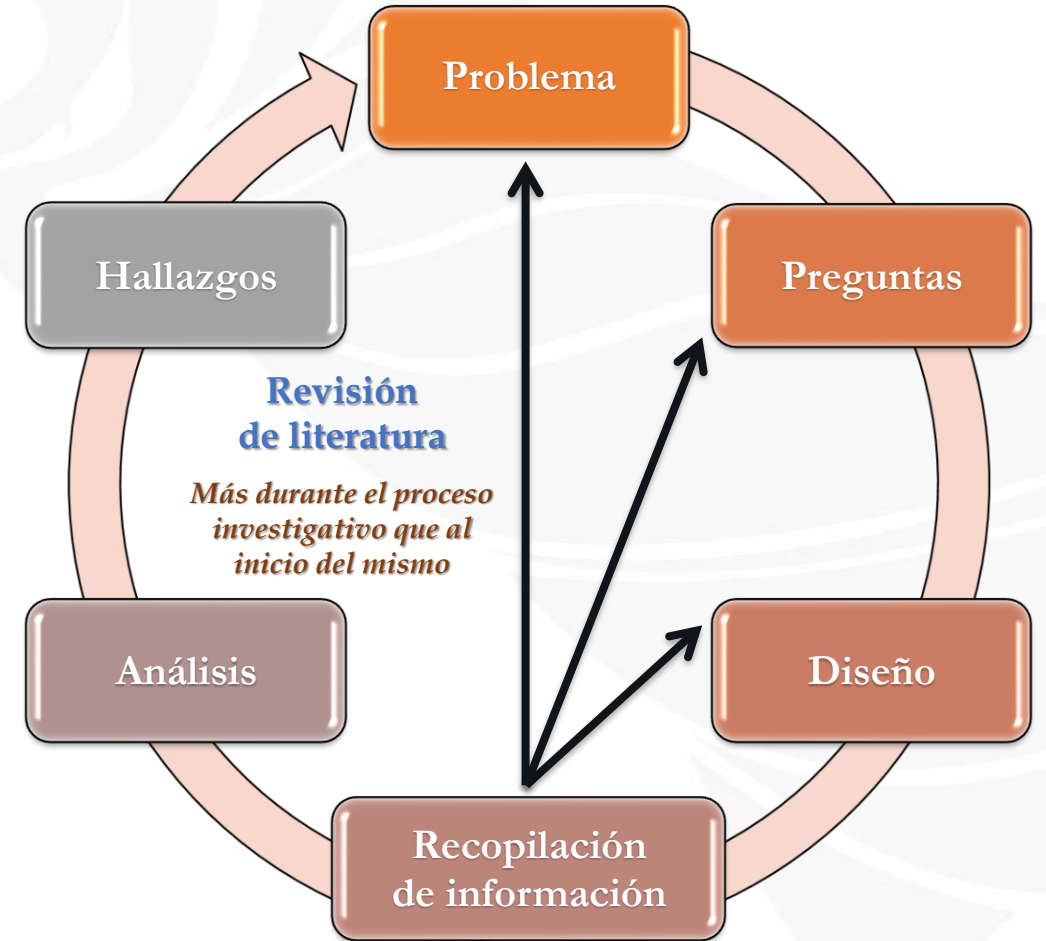 Problema
Preguntas
Diseño
Recopilación
de información
Análisis
Hallazgos
Revisión
de literatura
Más durante el proceso
investigativo que al
inicio del mismo